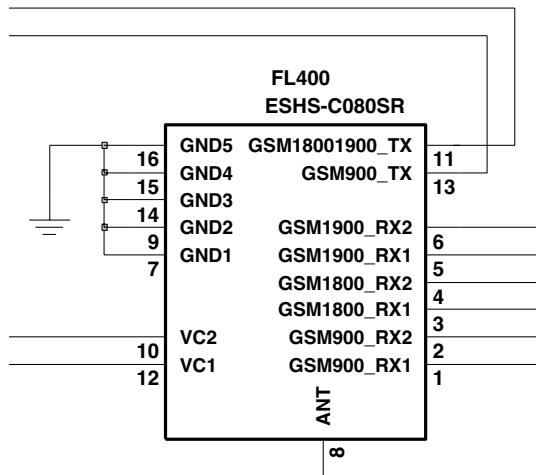 FL400
ESHS-C080SR
GND5 GSM18001900_TX
16 11
GND4 GSM900_TX
15 13
GND3
14
GND2 GSM1900_RX2
9 6
GND1 GSM1900_RX1
7 5
GSM1800_RX2
4
GSM1800_RX1
3
VC2 GSM900_RX2
10 2
VC1 GSM900_RX1
12 1
ANT
8